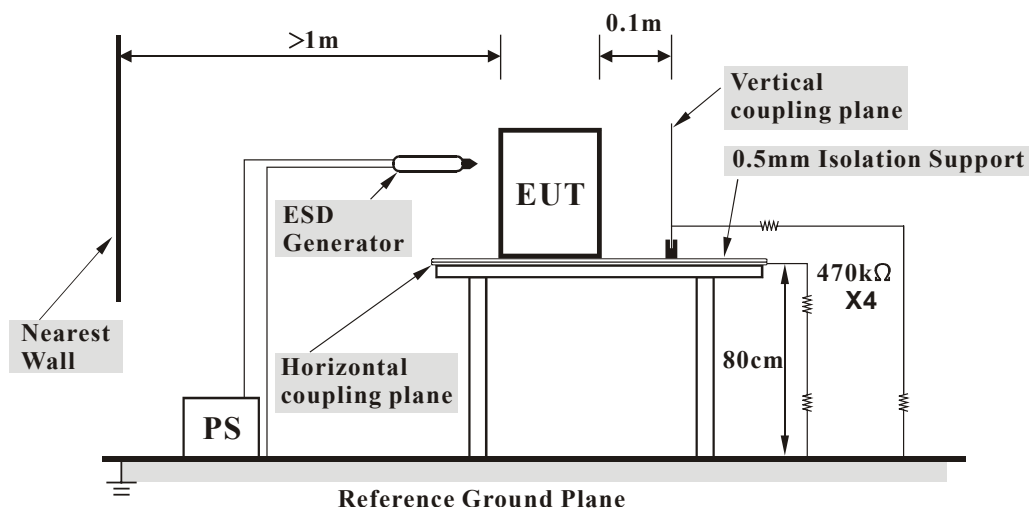 >1m
0.1m
Vertical
coupling plane
0.5mm Isolation Support
EUT
ESD
Generator
470kΩ
X4
Nearest
Wall
Horizontal
coupling plane
80cm
PS
Reference Ground Plane